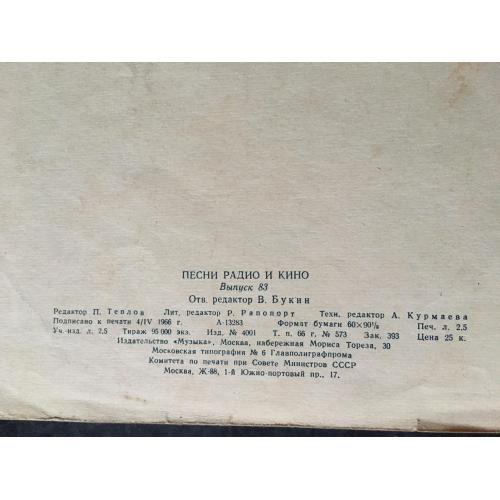 ПЕСНИ РАДИО И КИНО
Выпуск 83
Отв. редактор В. Букин
Редактор П. Теплов Лит. редактор Р. Рапопорт Техн. редактор А. Курмаева
Подписано к печати 4/IV 1966 г. А-13283 Формат бумаги 60×90⅛ Печ. л. 2,5
Уч.-изд. л. 2,5 Тираж 95 000 экз. Изд. № 4001 Т. п. 66 г. № 573 Зак. 393 Цена 25 к.
Издательство «Музыка», Москва, набережная Мориса Тореза, 30
Московская типография № 6 Главполиграфпрома
Комитета по печати при Совете Министров СССР
Москва, Ж-88, 1-й Южно-портовый пр., 17.